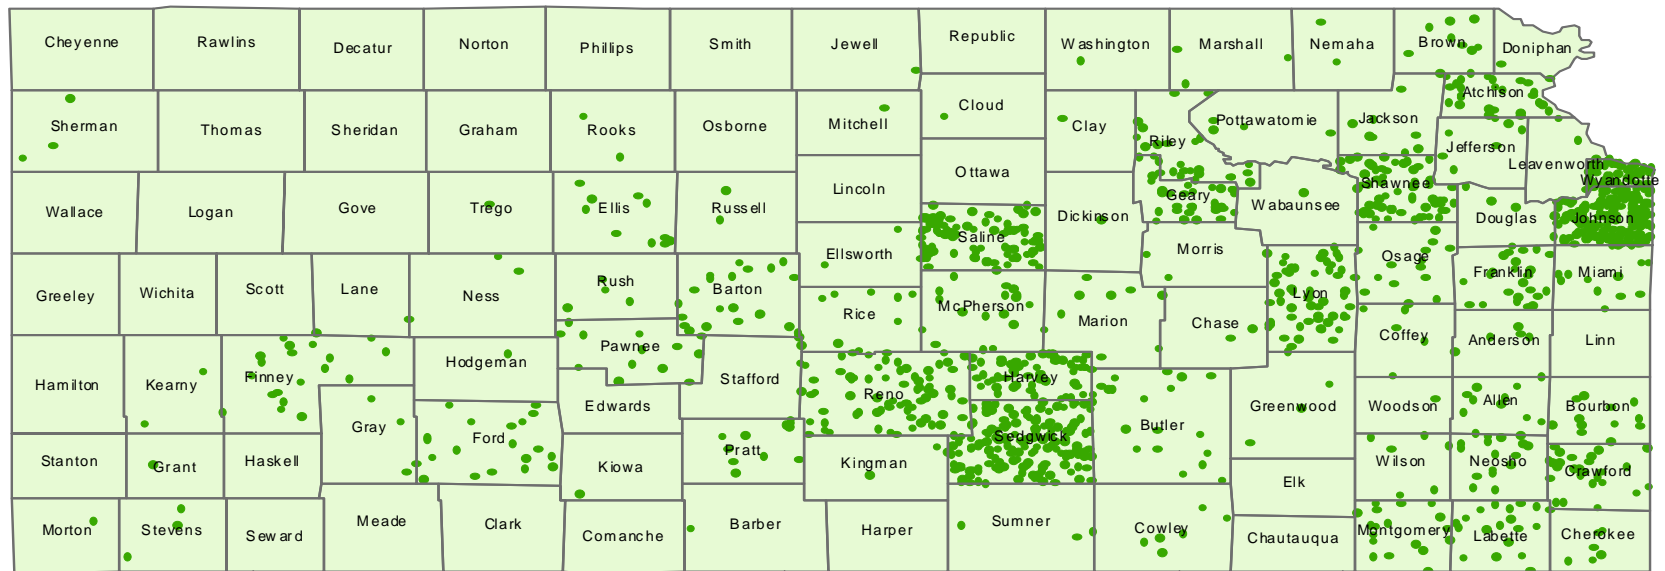 Cheyenne
Rawlins
Decatur
Norton
Phillips
Smith
Jewell
Republic
Washington
Marshall
Nemaha
Brown
Doniphan
Sherman
Thomas
Sheridan
Graham
Rooks
Osborne
Mitchell
Cloud
Clay
Riley
Pottawatomie
Jackson
Atchison
Jefferson
Leavenworth
Wyandotte
Wallace
Logan
Gove
Trego
Ellis
Russell
Lincoln
Ottawa
Dickinson
Geary
Wabaunsee
Shawnee
Douglas
Johnson
Ellsworth
Saline
Morris
Osage
Franklin
Miami
Greeley
Wichita
Scott
Lane
Ness
Rush
Barton
Rice
McPherson
Marion
Chase
Lyon
Coffey
Anderson
Linn
Hamilton
Kearny
Finney
Hodgeman
Pawnee
Stafford
Reno
Harvey
Edwards
Gray
Ford
Sedgwick
Butler
Greenwood
Woodson
Allen
Bourbon
Stanton
Grant
Haskell
Kiowa
Pratt
Kingman
Elk
Wilson
Neosho
Crawford
Morton
Stevens
Seward
Meade
Clark
Comanche
Barber
Harper
Sumner
Cowley
Chautauqua
Montgomery
Labette
Cherokee